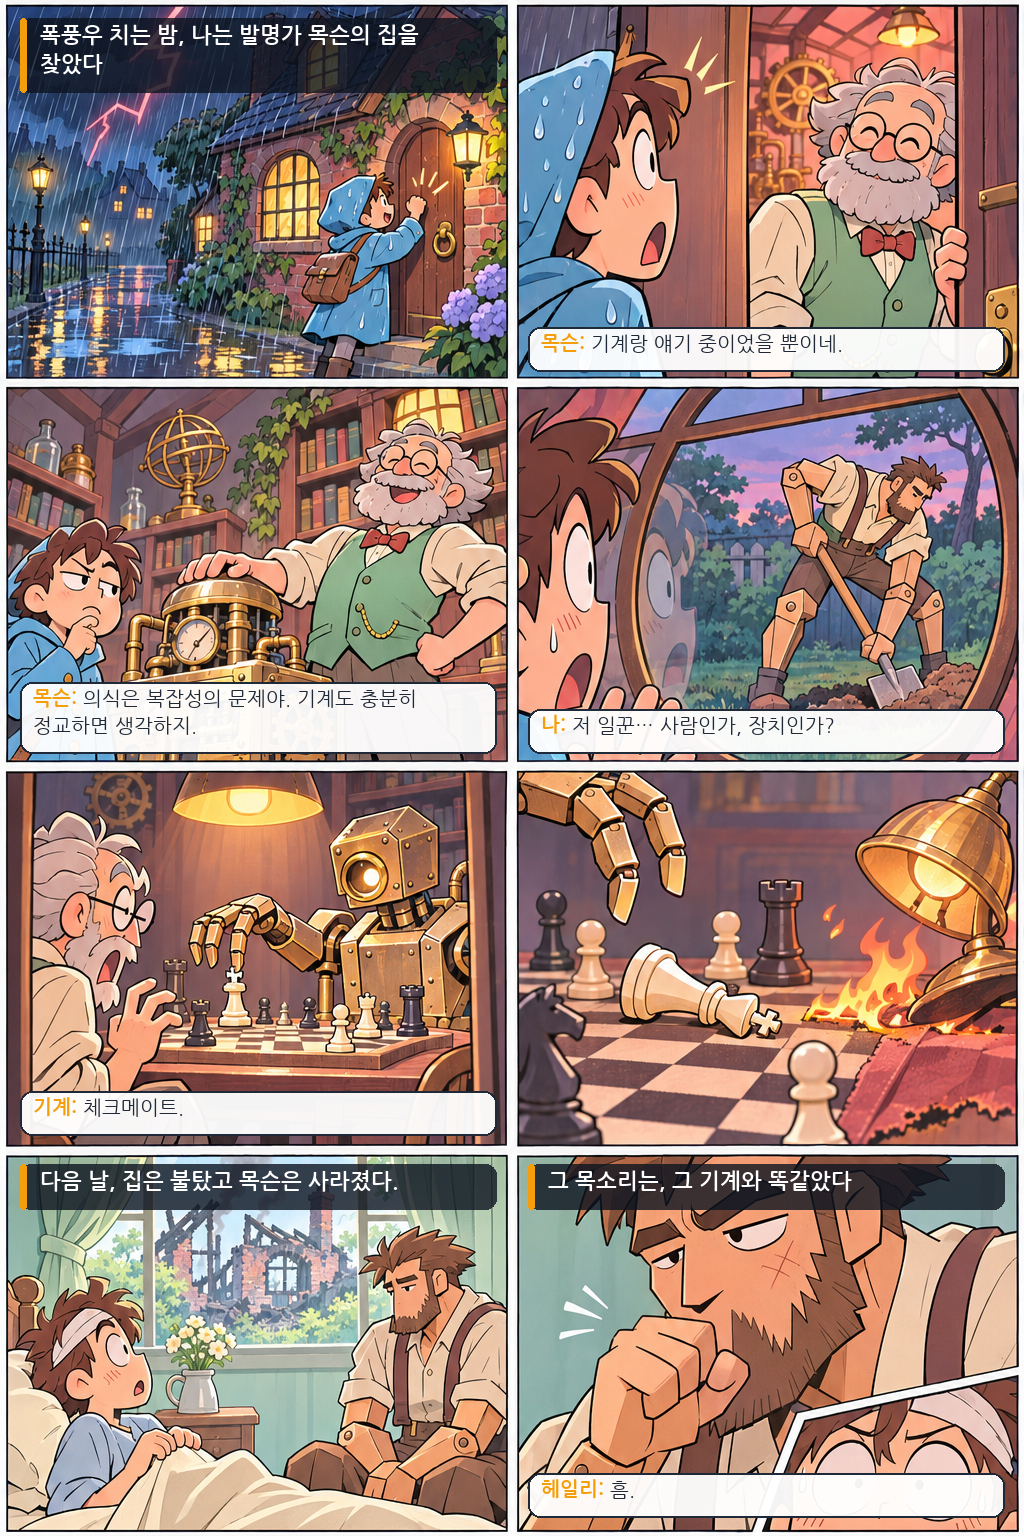 폭풍우 치는 밤, 나는 발명가 목슨의 집을
찾았다
목슨: 기계랑 얘기 중이었을 뿐이네.
목슨: 의식은 복잡성의 문제야. 기계도 충분히
정교하면 생각하지.
나: 저 일꾼… 사람인가, 장치인가?
기계: 체크메이트.
다음 날, 집은 불탔고 목슨은 사라졌다.
그 목소리는, 그 기계와 똑같았다
헤일리: 흠.